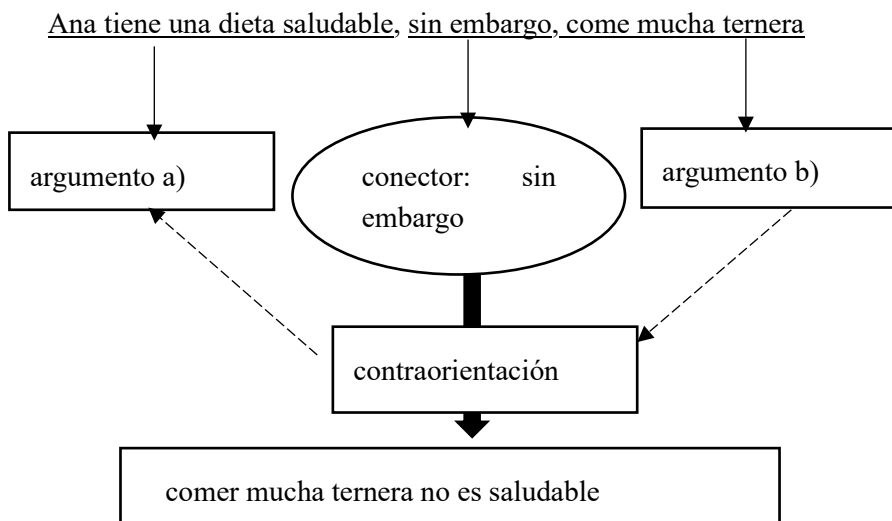 Ana tiene una dieta saludable, sin embargo, come mucha ternera
argumento a)
conector: sin
embargo
argumento b)
contraorientación
comer mucha ternera no es saludable